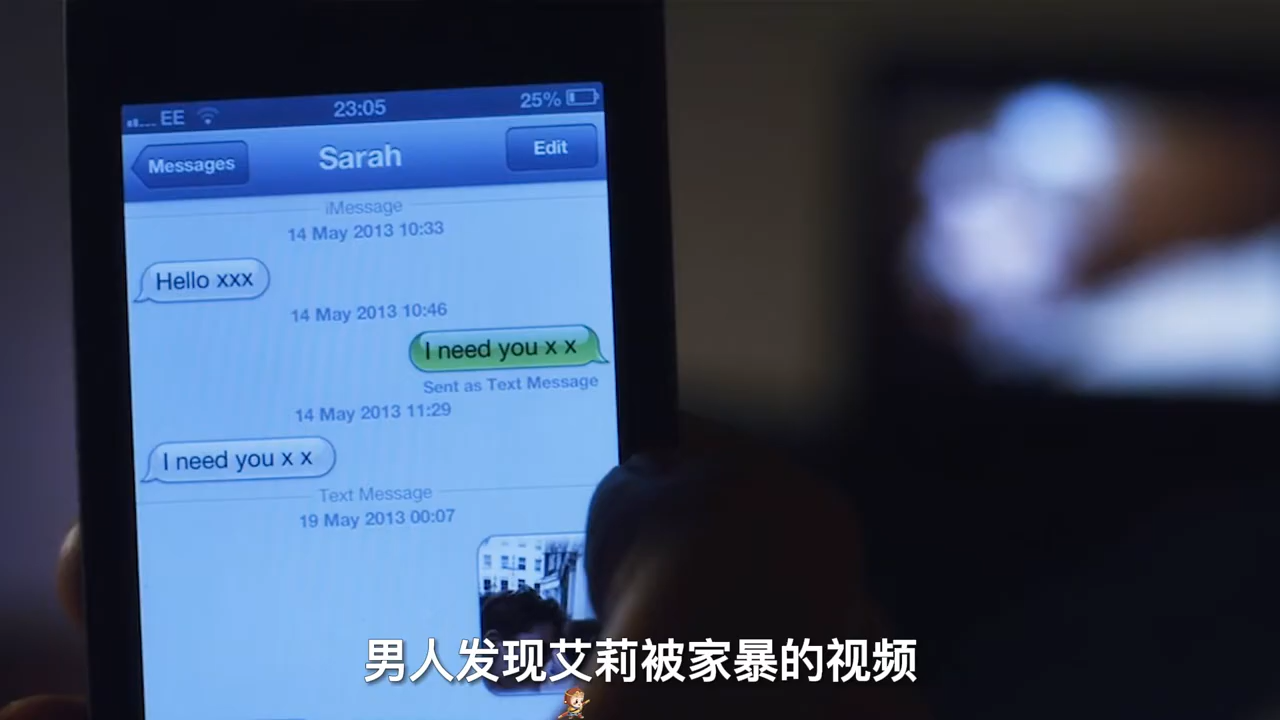 EE 23:05 25%
Messages Sarah Edit
iMessage
14 May 2013 10:33
Hello xxx
14 May 2013 10:46
I need you x x
Sent as Text Message
14 May 2013 11:29
I need you x x
Text Message
19 May 2013 00:07
男人发现艾莉被家暴的视频